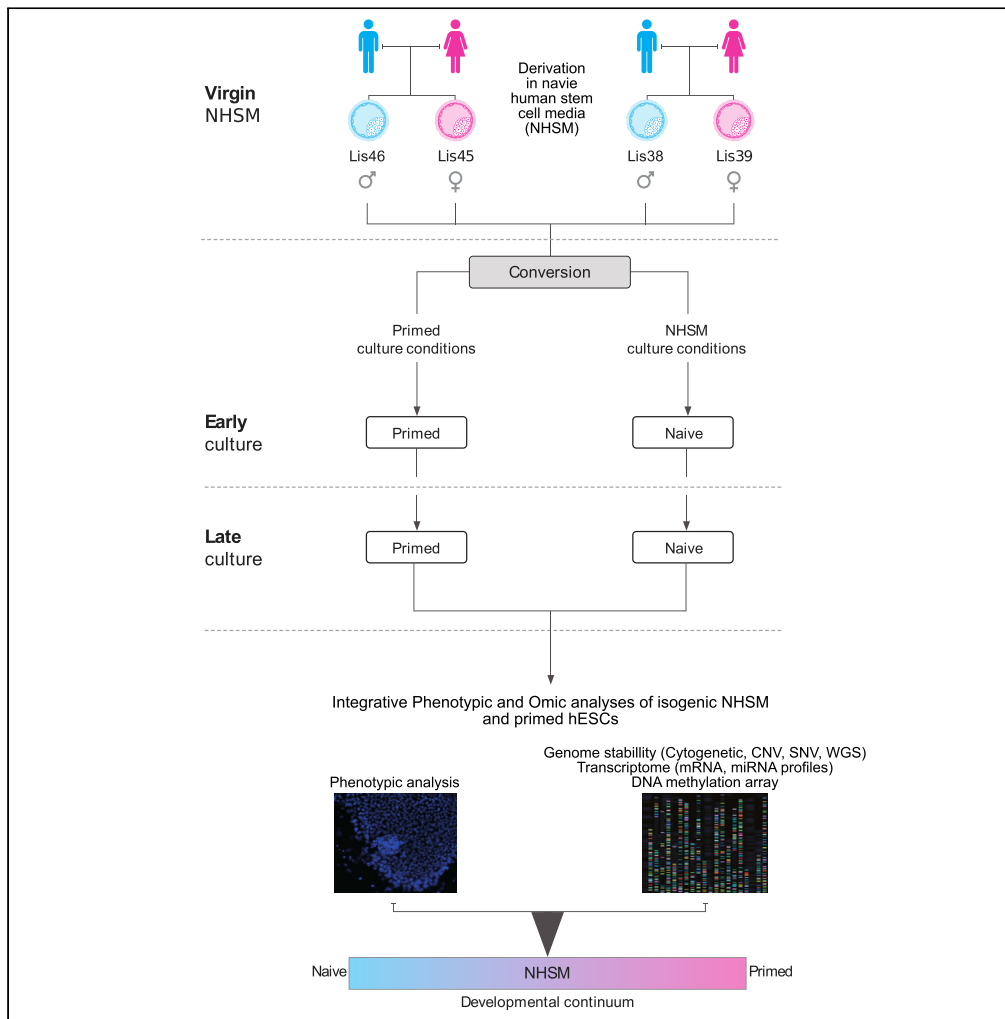 Virgin
NHSM
Derivation
in navie
human stem
cell media
(NHSM)
Lis46
Lis45
Lis38
Lis39
♂
♀
♂
♀
Conversion
Primed
culture conditions
NHSM
culture conditions
Early
culture
Primed
Naive
Late
culture
Primed
Naive
Integrative Phenotypic and Omic analyses of isogenic NHSM
and primed hESCs
Genome stabillity (Cytogenetic, CNV, SNV, WGS)
Transcriptome (mRNA, miRNA profiles)
DNA methylation array
Phenotypic analysis
Naive
NHSM
Primed
Developmental continuum